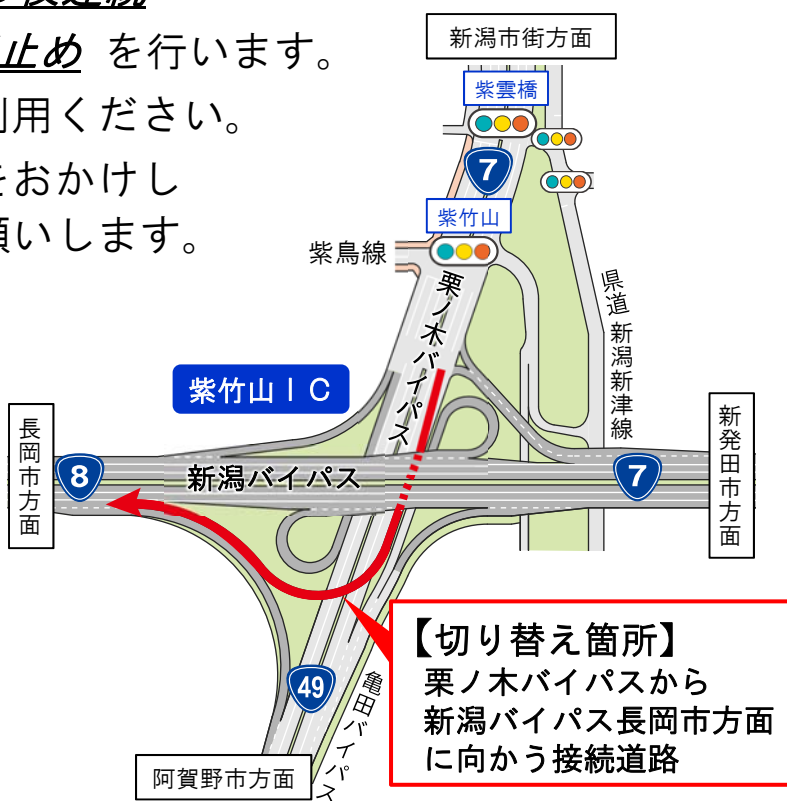 後連続
止め を行います。
用ください。
をおかけし
願いします。
新潟市街方面
紫雲橋
7
紫竹山
紫鳥線
栗ノ木バイパス
県道 新潟新津線
紫竹山ＩＣ
長岡市方面
8
新潟バイパス
7
新発田市方面
【切り替え箇所】
栗ノ木バイパスから
新潟バイパス長岡市方面
に向かう接続道路
49
亀田バイパス
阿賀野市方面